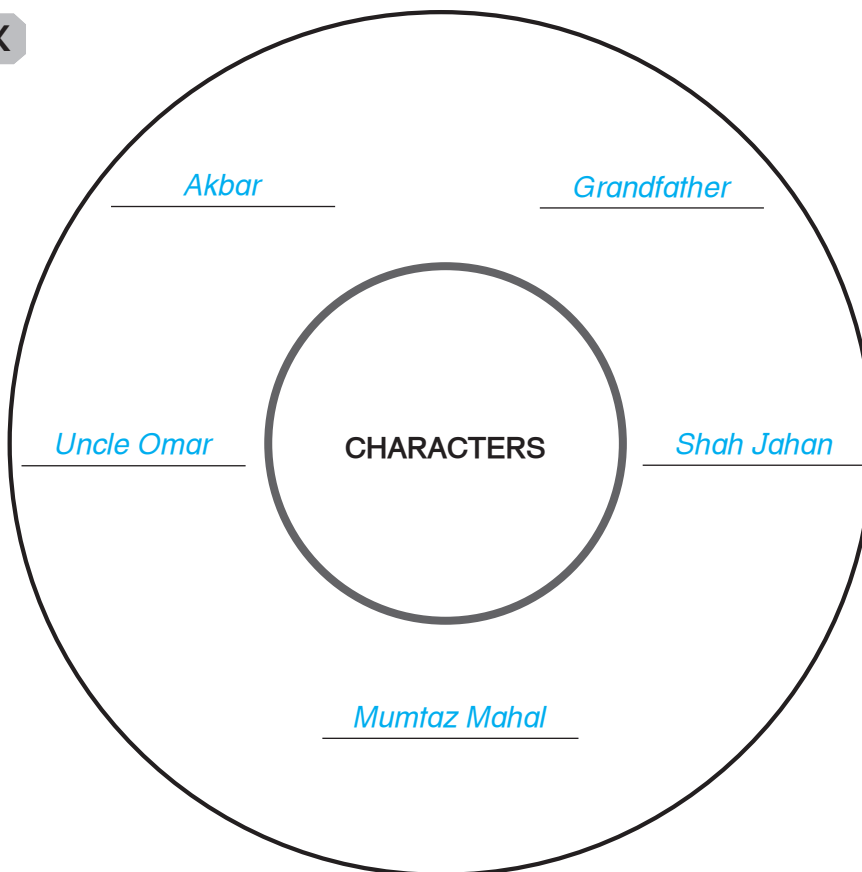 X
Akbar
Grandfather
Uncle Omar
CHARACTERS
Shah Jahan
Mumtaz Mahal